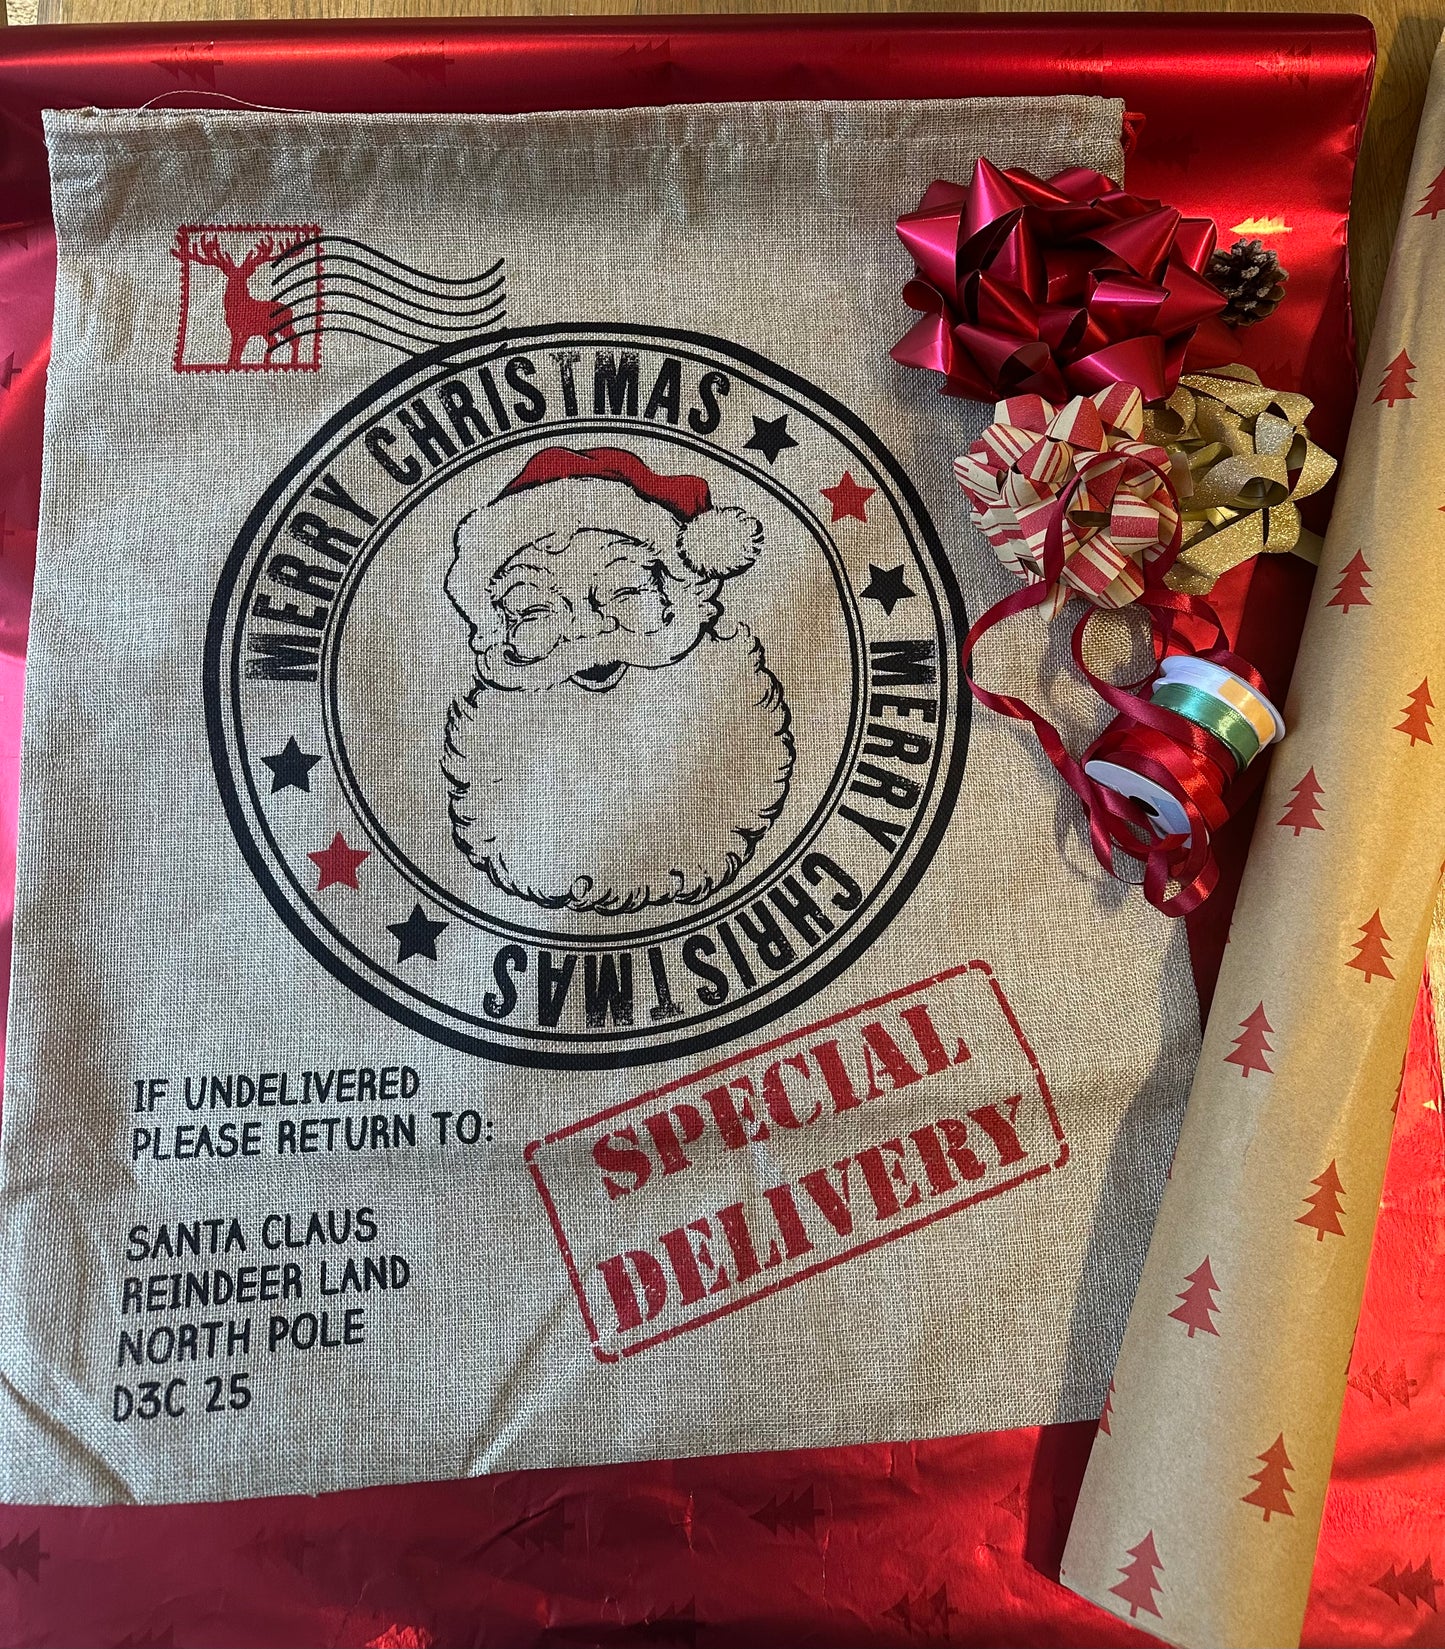 MERRY CHRISTMAS
MERRY CHRISTMAS
SPECIAL
DELIVERY
IF UNDELIVERED
PLEASE RETURN TO:
SANTA CLAUS
REINDEER LAND
NORTH POLE
D3C 25